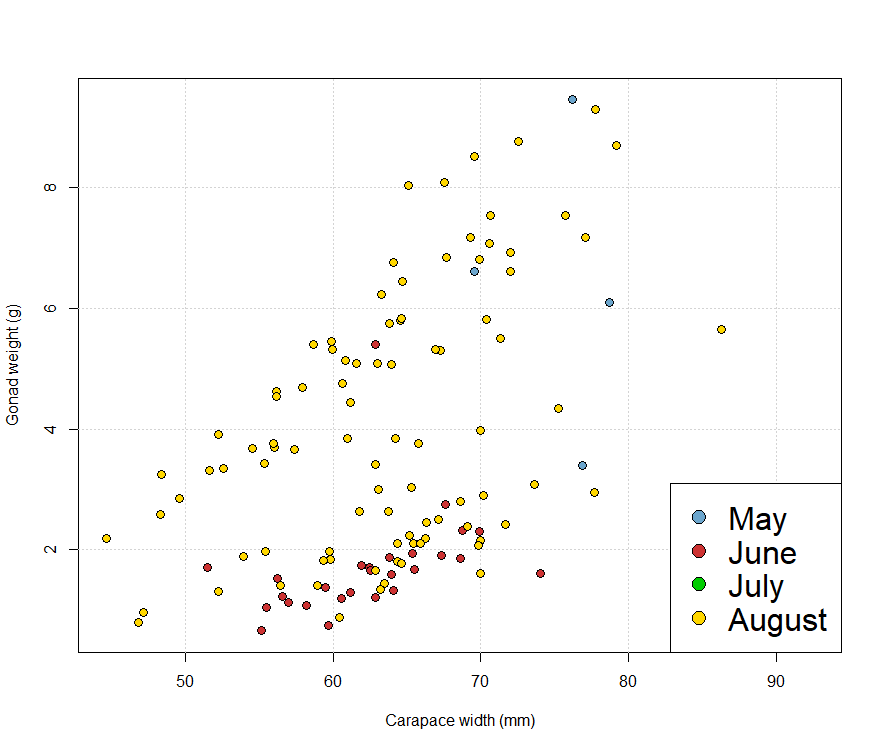 8
6
4
2
Gonad weight (g)
May
June
July
August
50 60 70 80 90
Carapace width (mm)